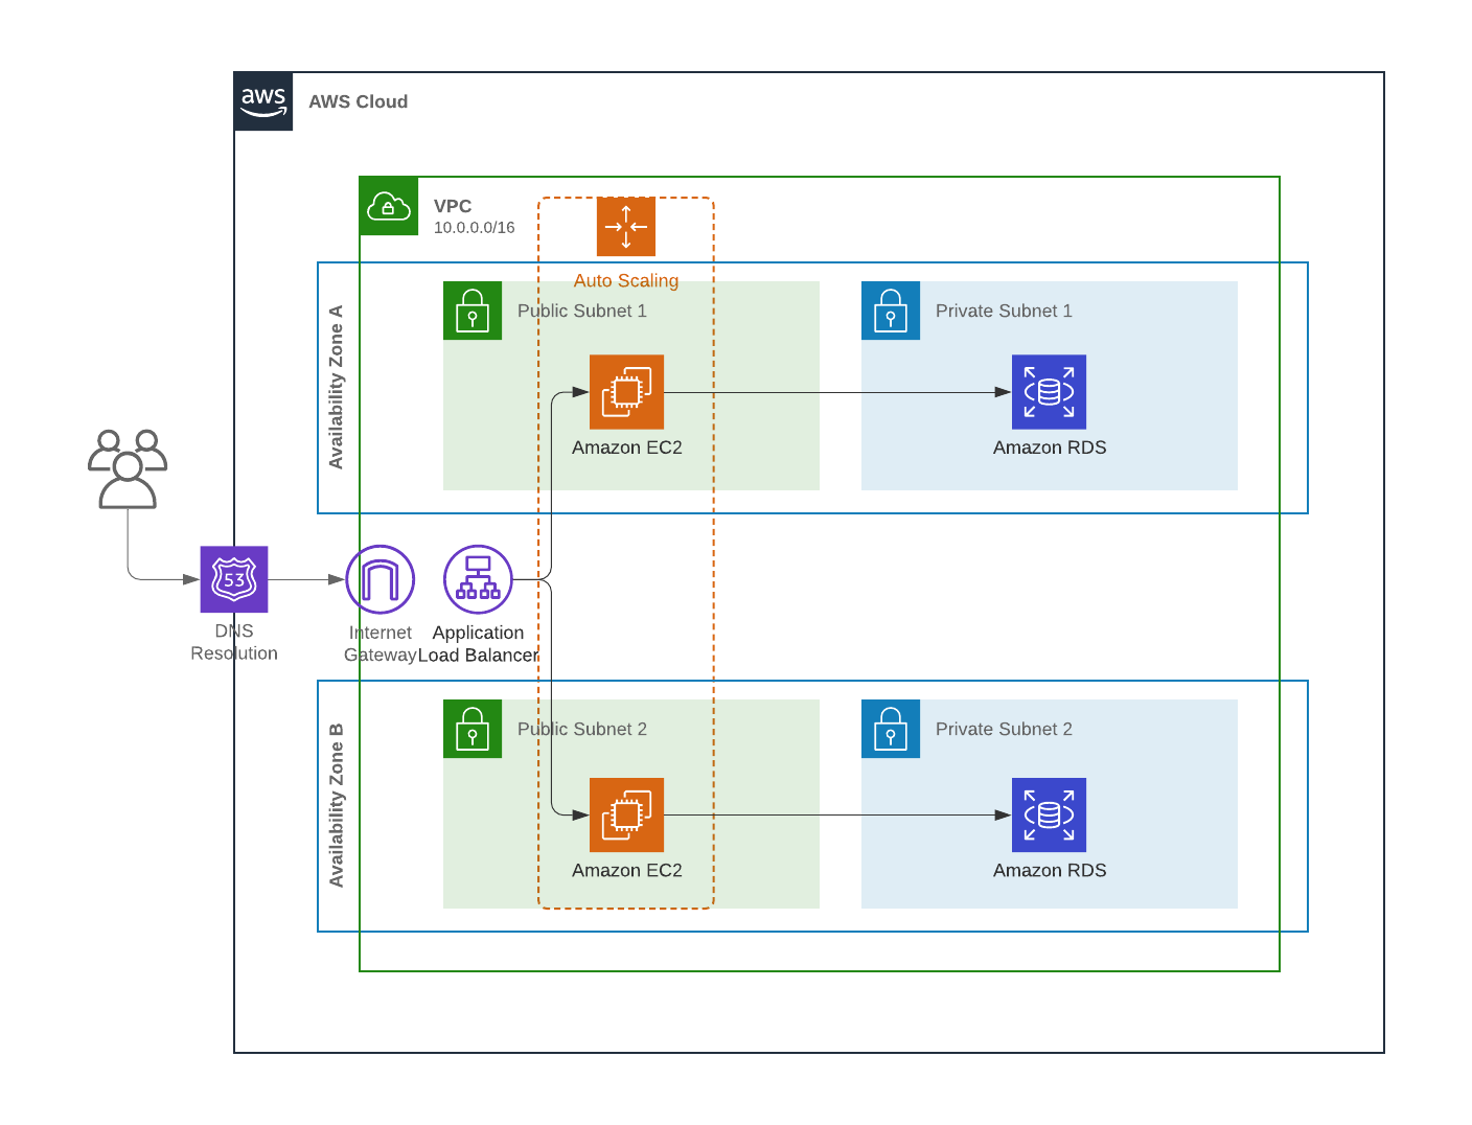 aws
AWS Cloud
VPC
10.0.0.0/16
Auto Scaling
Availability Zone A
Public Subnet 1
Private Subnet 1
Amazon EC2
Amazon RDS
53
DNS
Resolution
Internet
Gateway
Application
Load Balancer
Availability Zone B
Public Subnet 2
Private Subnet 2
Amazon EC2
Amazon RDS